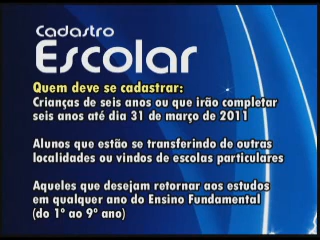 Cadastro
Escolar
Quem deve se cadastrar:
Crianças de seis anos ou que irão completar
seis anos até dia 31 de março de 2011
Alunos que estão se transferindo de outras
localidades ou vindos de escolas particulares
Aqueles que desejam retornar aos estudos
em qualquer ano do Ensino Fundamental
(do 1º ao 9º ano)